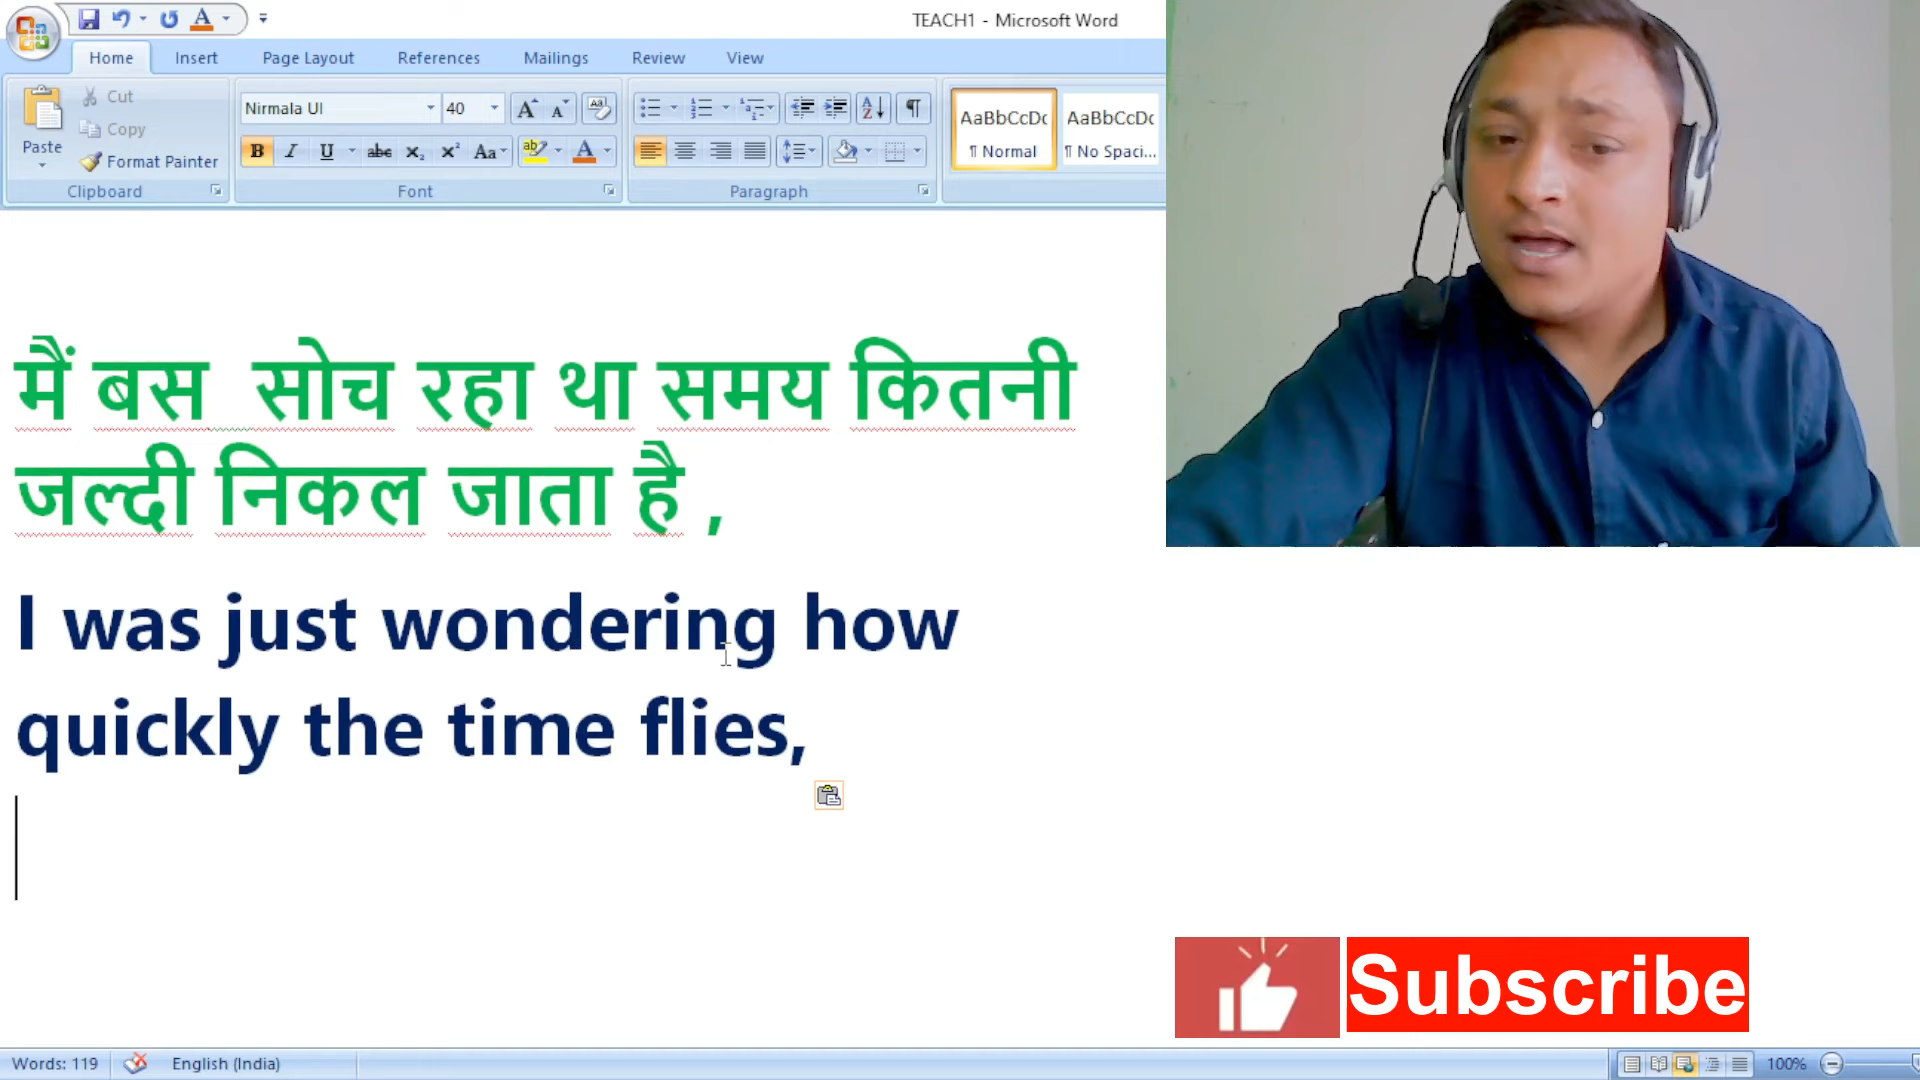 TEACH1 - Microsoft Word
Home Insert Page Layout References Mailings Review View
Paste
Cut
Copy
Format Painter
Clipboard
Nirmala UI 40
Font
Paragraph
AaBbCcDc AaBbCcDc
¶ Normal ¶ No Spaci...
मैं बस सोच रहा था समय कितनी
जल्दी निकल जाता है ,
I was just wondering how
quickly the time flies,
Subscribe
Words: 119 English (India) 100%